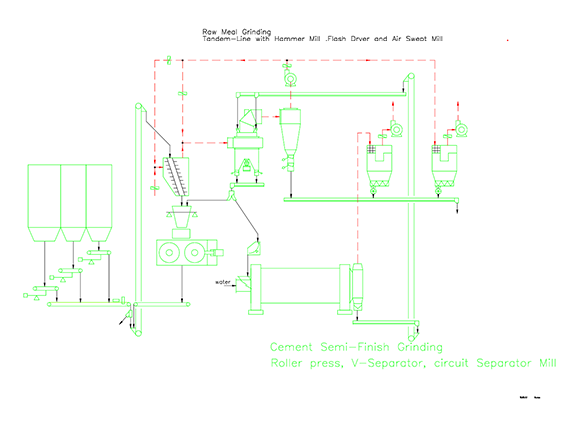 Raw Meal Grinding
Tandem-Line with Hammer Mill .Flash Dryer and Air Swept Mill
water
Cement Semi-Finish Grinding
Roller press, V-Separator, circuit Separator Mill